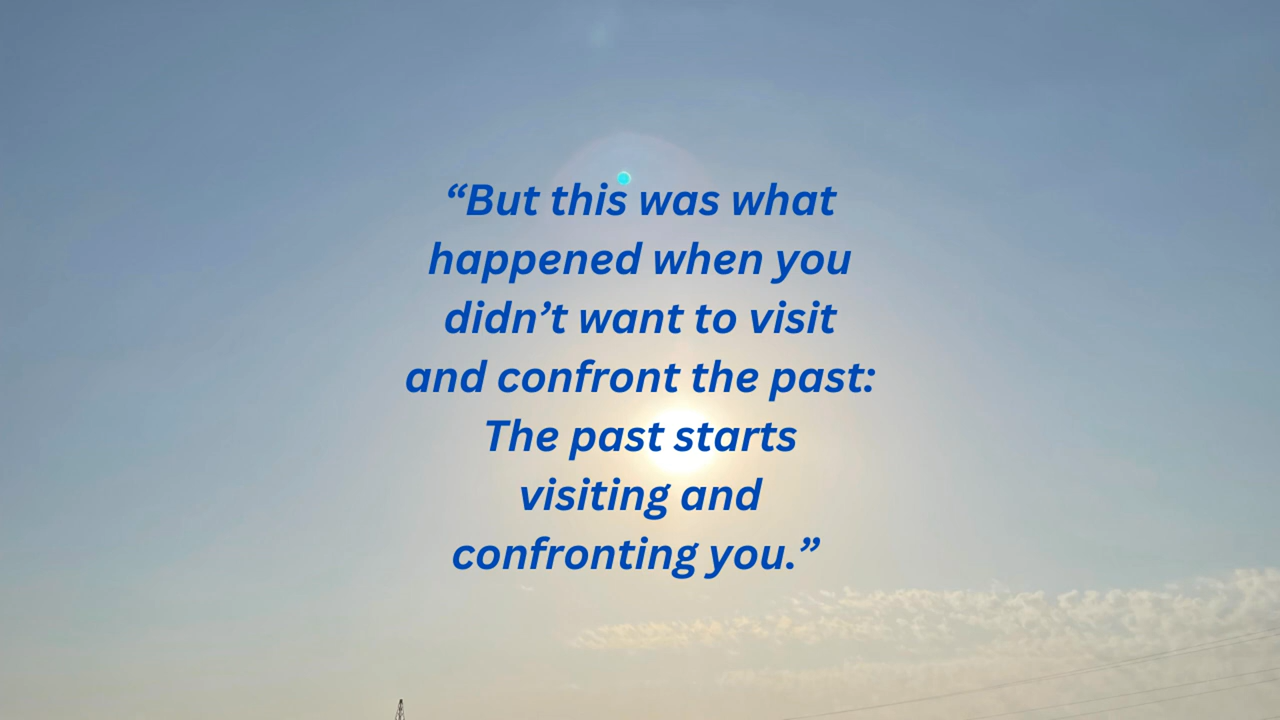 “But this was what
happened when you
didn’t want to visit
and confront the past:
The past starts
visiting and
confronting you.”